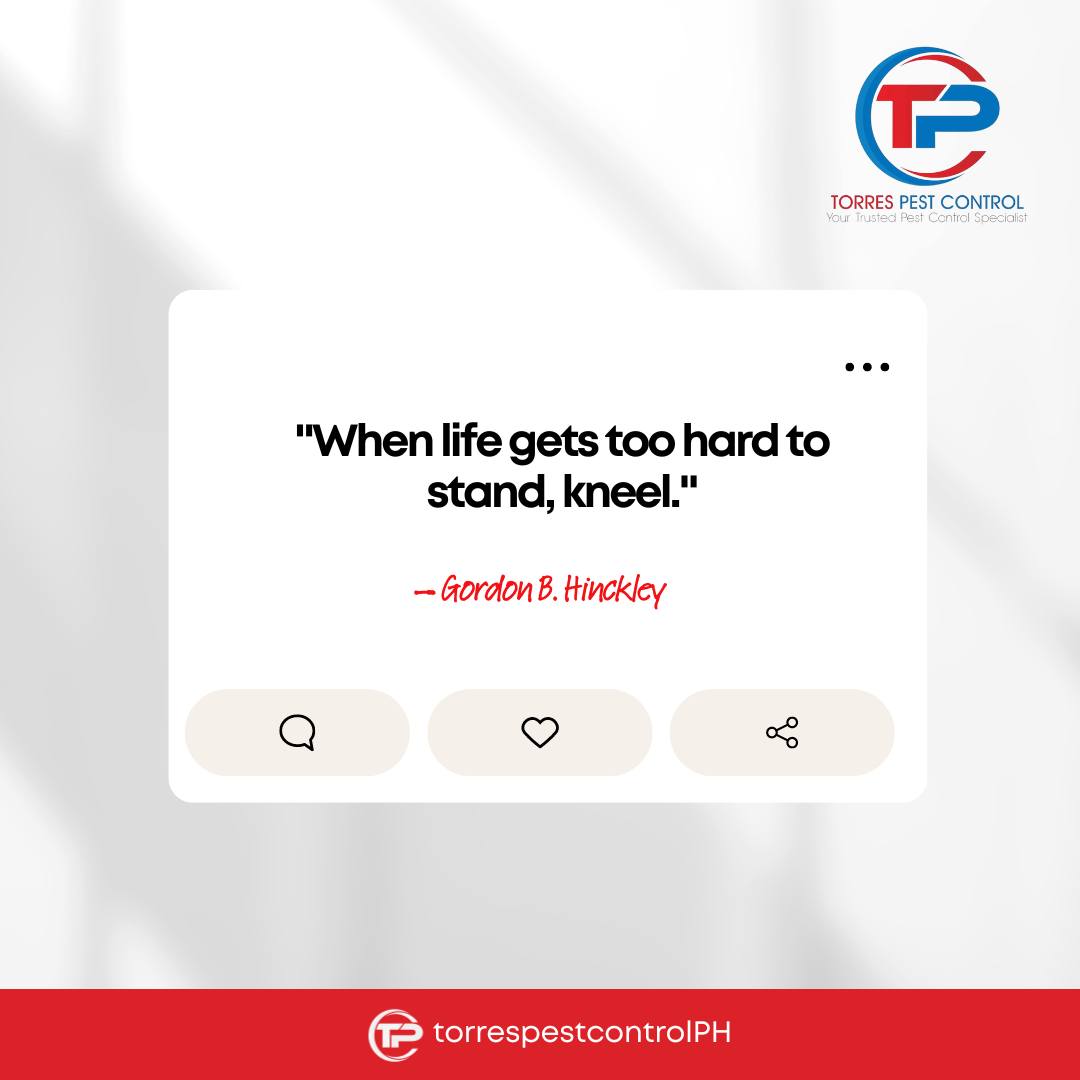 TP
TORRES PEST CONTROL
Your Trusted Pest Control Specialist
"When life gets too hard to
stand, kneel."
— Gordon B. Hinckley
TP torrespestcontrolPH